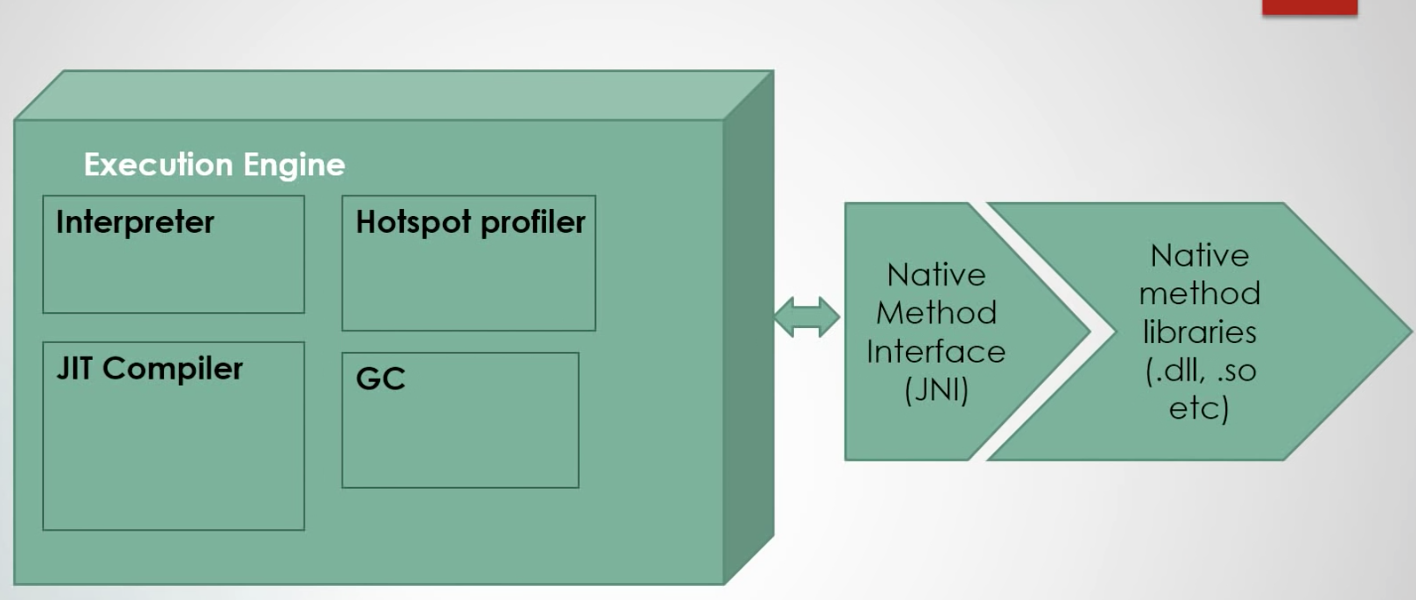 Execution Engine
Interpreter
Hotspot profiler
JIT Compiler
GC
Native
Method
Interface
(JNI)
Native
method
libraries
(.dll, .so
etc)